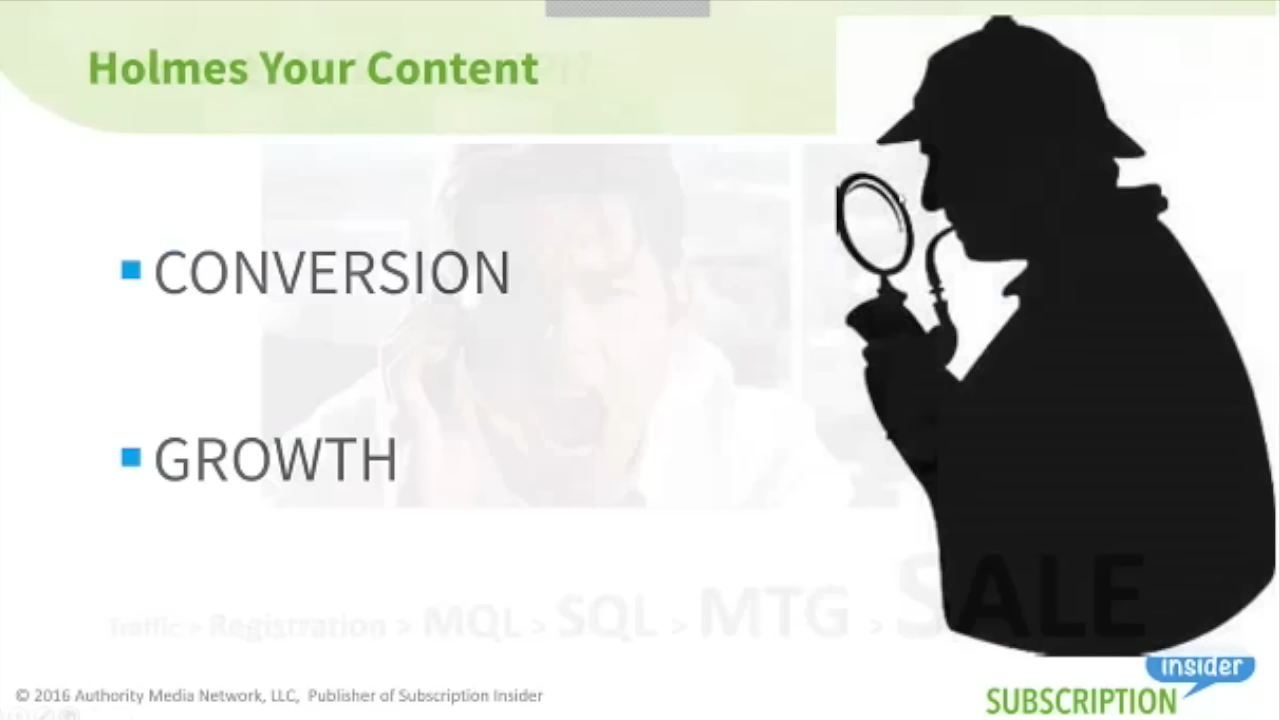 Holmes Your Content
CONVERSION
GROWTH
Traffic > Registration > MQL > SQL > MTG > SALE
© 2016 Authority Media Network, LLC, Publisher of Subscription Insider
insider
SUBSCRIPTION